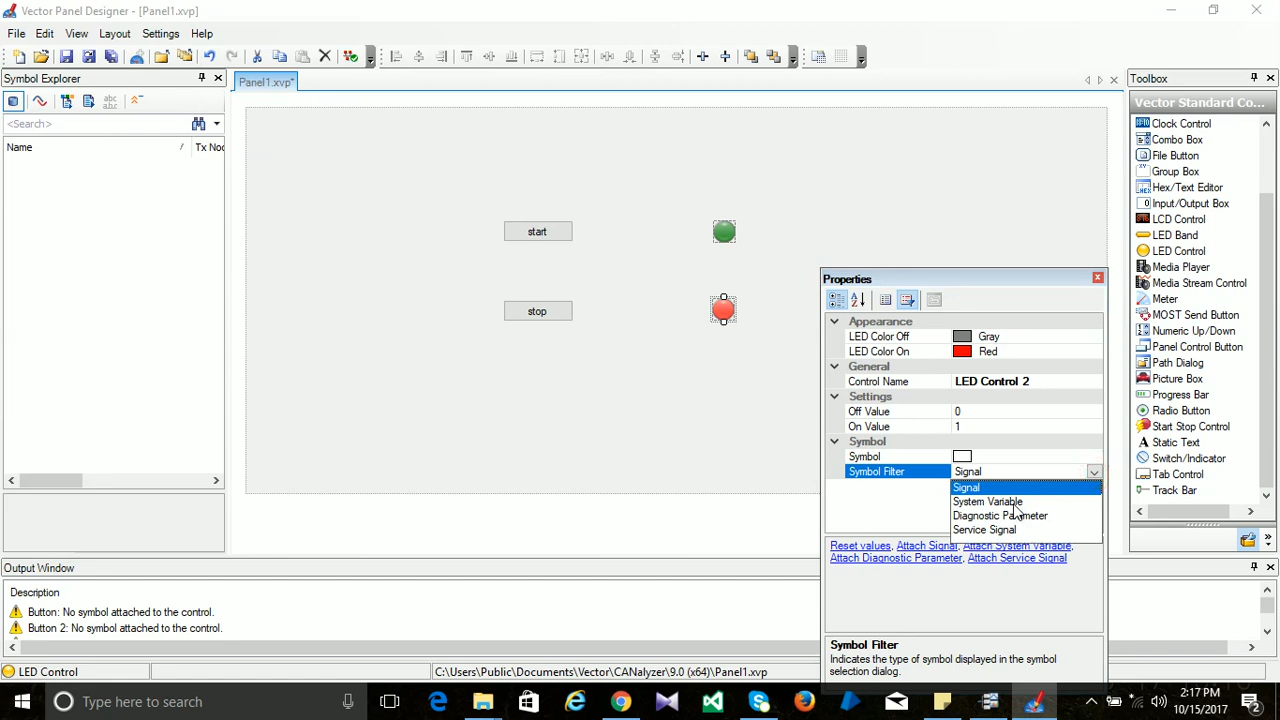 Vector Panel Designer - [Panel1.xvp]
File Edit View Layout Settings Help
Symbol Explorer
<Search>
Name / Tx Noc
Panel1.xvp*
start
stop
Properties
Appearance
LED Color Off Gray
LED Color On Red
General
Control Name LED Control 2
Settings
Off Value 0
On Value 1
Symbol
Symbol
Symbol Filter Signal
Signal
System Variable
Diagnostic Parameter
Service Signal
Reset values, Attach Signal, Attach System Variable,
Attach Diagnostic Parameter, Attach Service Signal
Symbol Filter
Indicates the type of symbol displayed in the symbol
selection dialog.
Toolbox
Vector Standard Co...
Clock Control
Combo Box
File Button
Group Box
Hex/Text Editor
Input/Output Box
LCD Control
LED Band
LED Control
Media Player
Media Stream Control
Meter
MOST Send Button
Numeric Up/Down
Panel Control Button
Path Dialog
Picture Box
Progress Bar
Radio Button
Start Stop Control
Static Text
Switch/Indicator
Tab Control
Track Bar
Output Window
Description
Button: No symbol attached to the control.
Button 2: No symbol attached to the control.
LED Control C:\Users\Public\Documents\Vector\CANalyzer\9.0 (x64)\Panel1.xvp
Type here to search
2:17 PM
10/15/2017
2